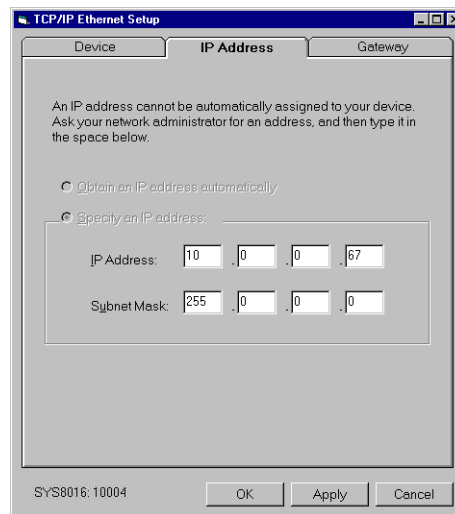 TCP/IP Ethernet Setup
Device IP Address Gateway
An IP address cannot be automatically assigned to your device.
Ask your network administrator for an address, and then type it in
the space below.
Obtain an IP address automatically
Specify an IP address:
IP Address: 10 . 0 . 0 . 67
Subnet Mask: 255 . 0 . 0 . 0
SYS8016: 10004 OK Apply Cancel